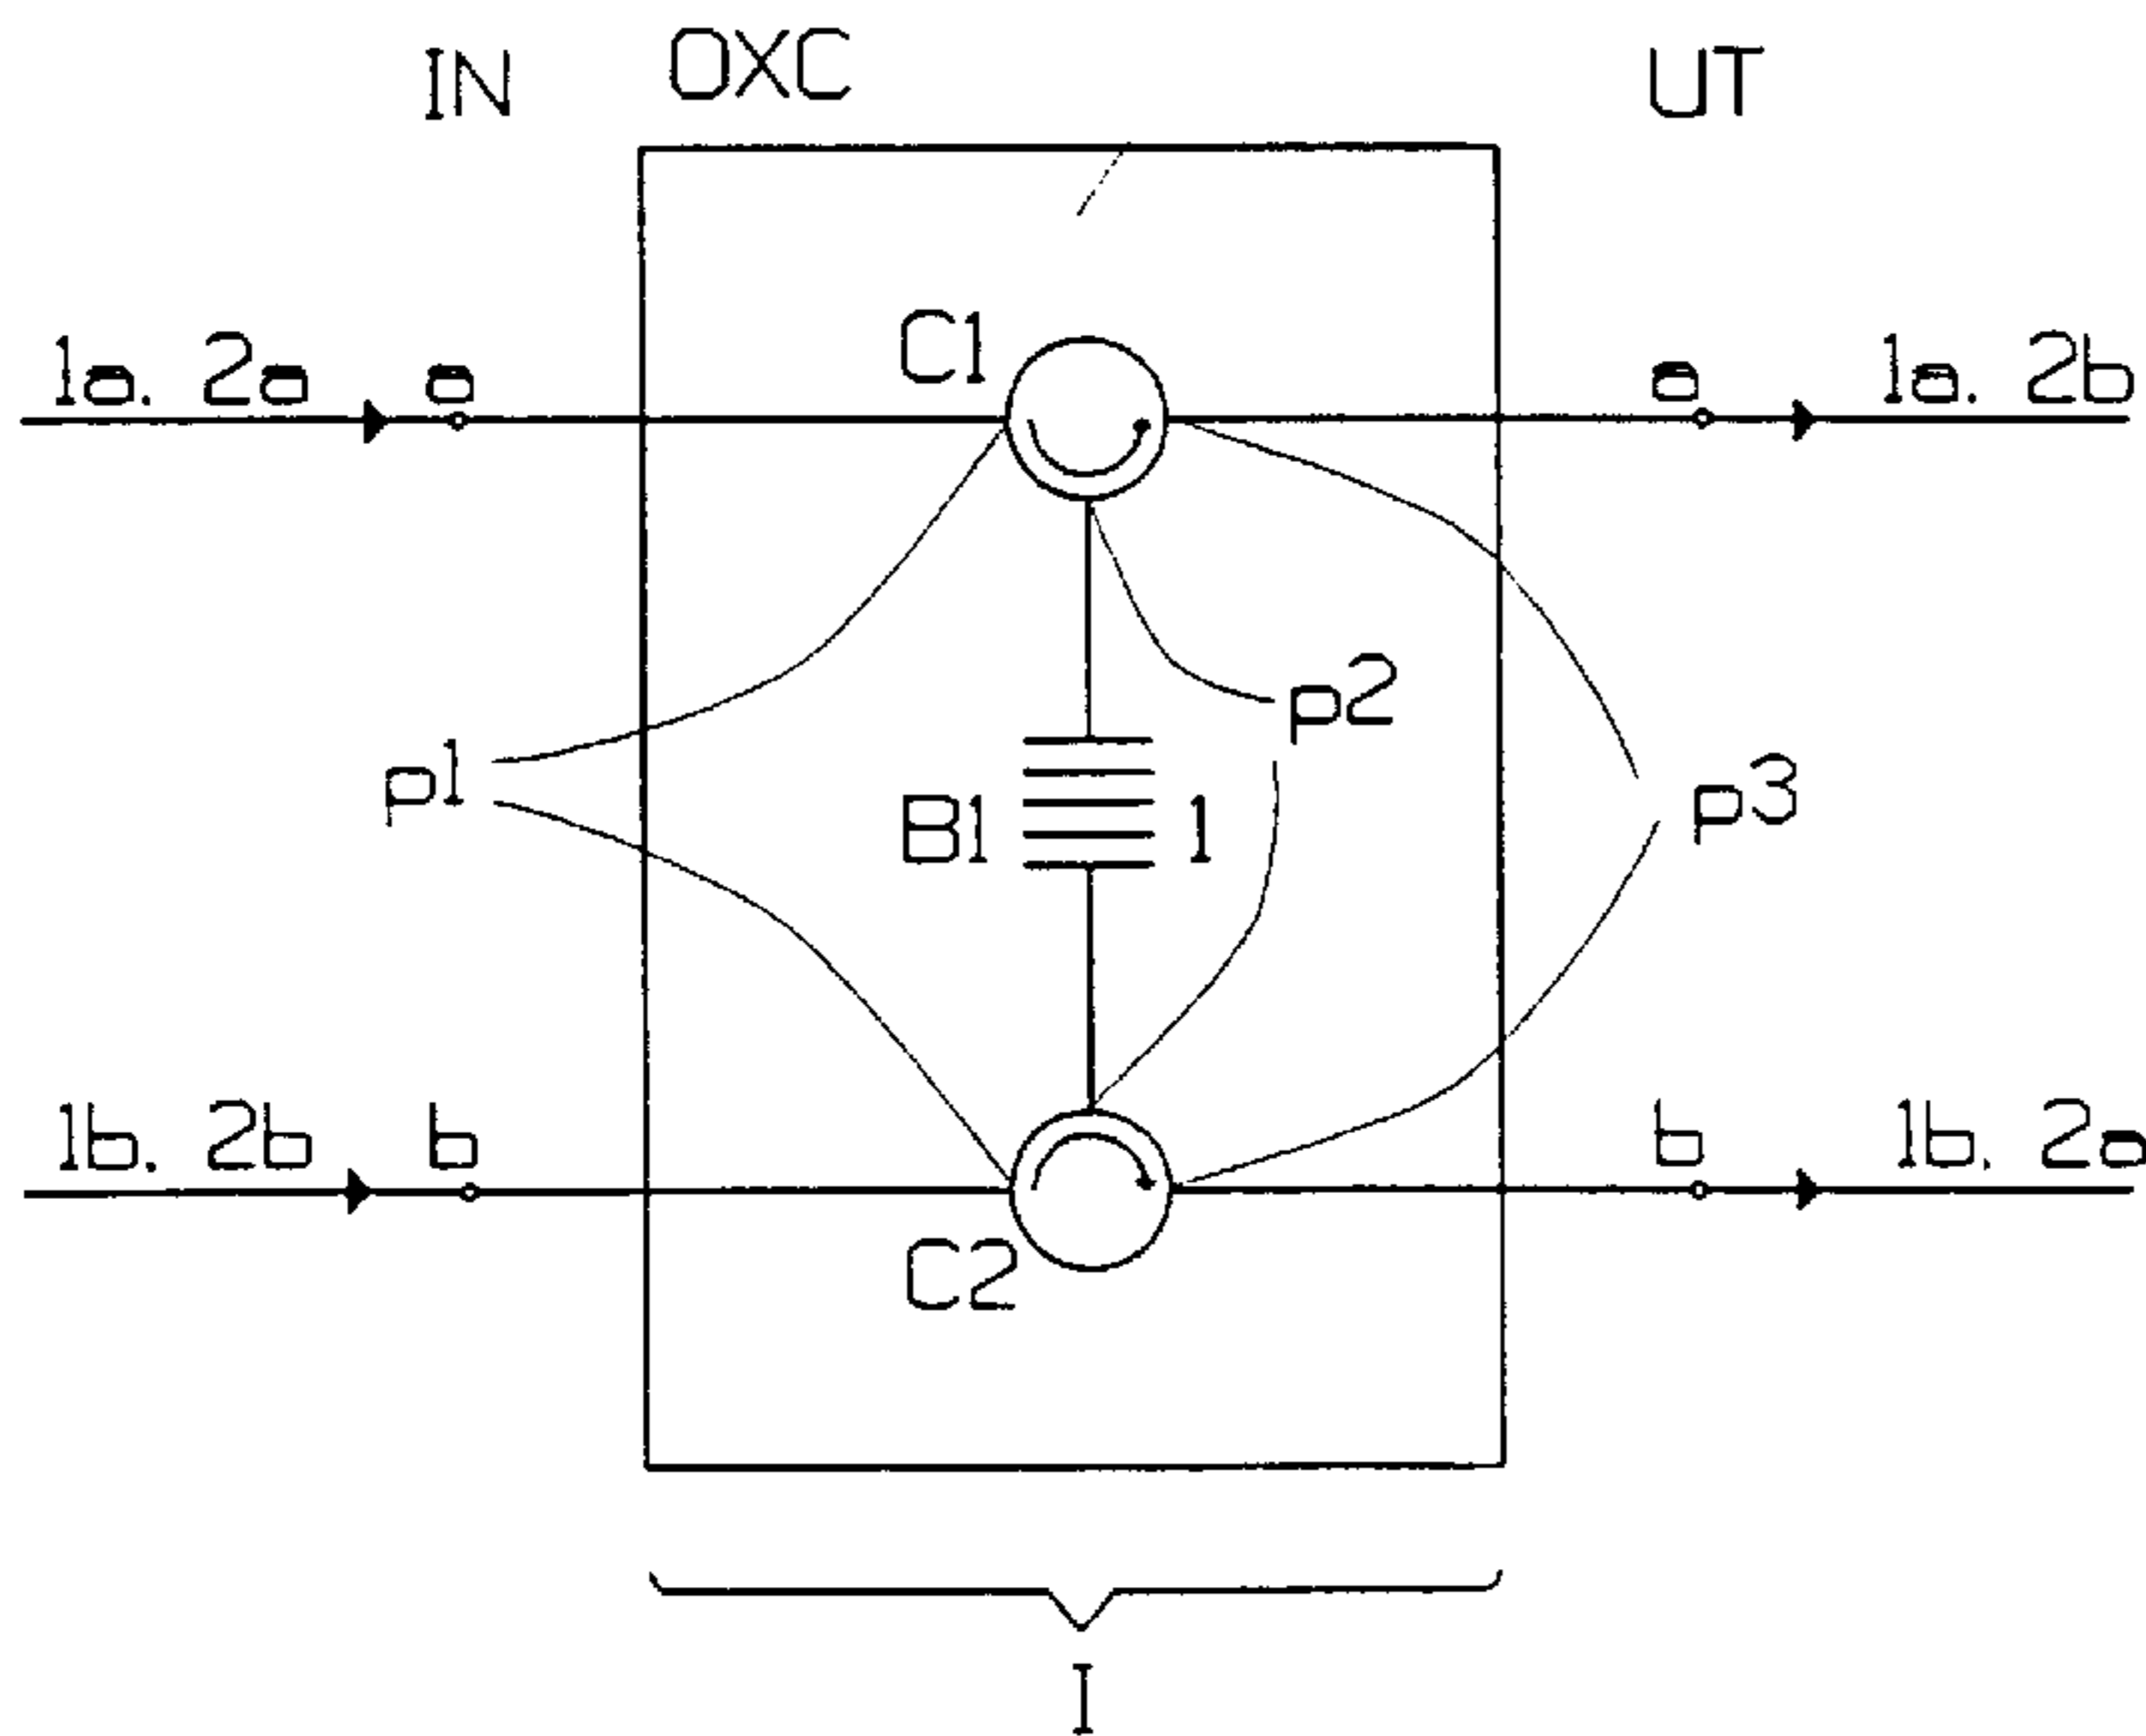 IN OXC UT
C1
1a. 2a a a 1a. 2b
p2
p1 B1 1 p3
1b. 2b b b 1b. 2a
C2
I